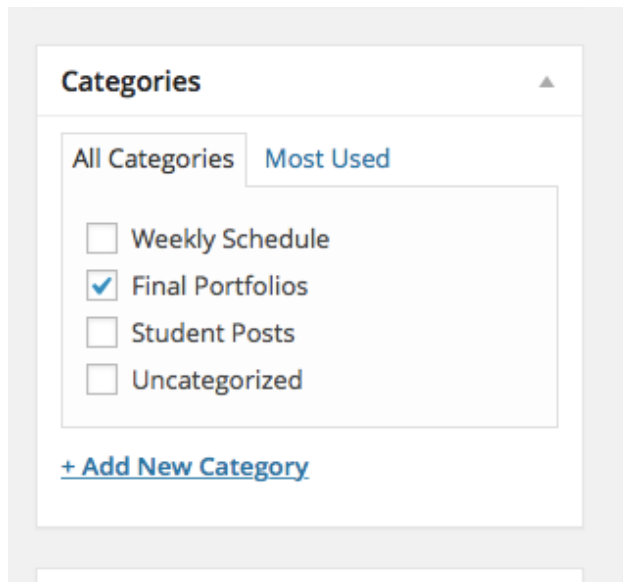 Categories
All Categories Most Used
Weekly Schedule
Final Portfolios
Student Posts
Uncategorized
+ Add New Category